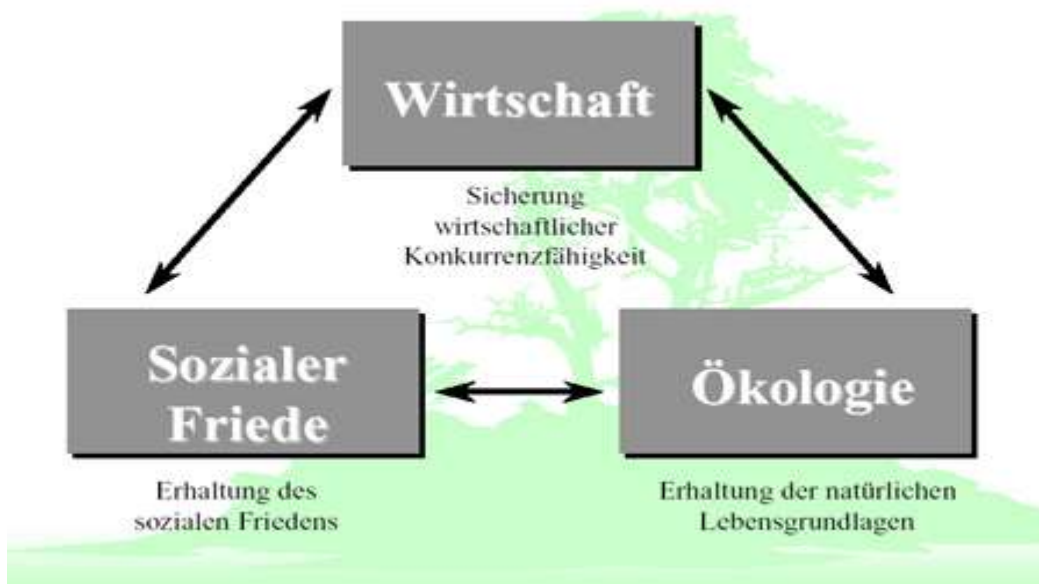 Wirtschaft
Sicherung
wirtschaftlicher
Konkurrenzfähigkeit
Sozialer
Friede
Erhaltung des
sozialen Friedens
Ökologie
Erhaltung der natürlichen
Lebensgrundlagen